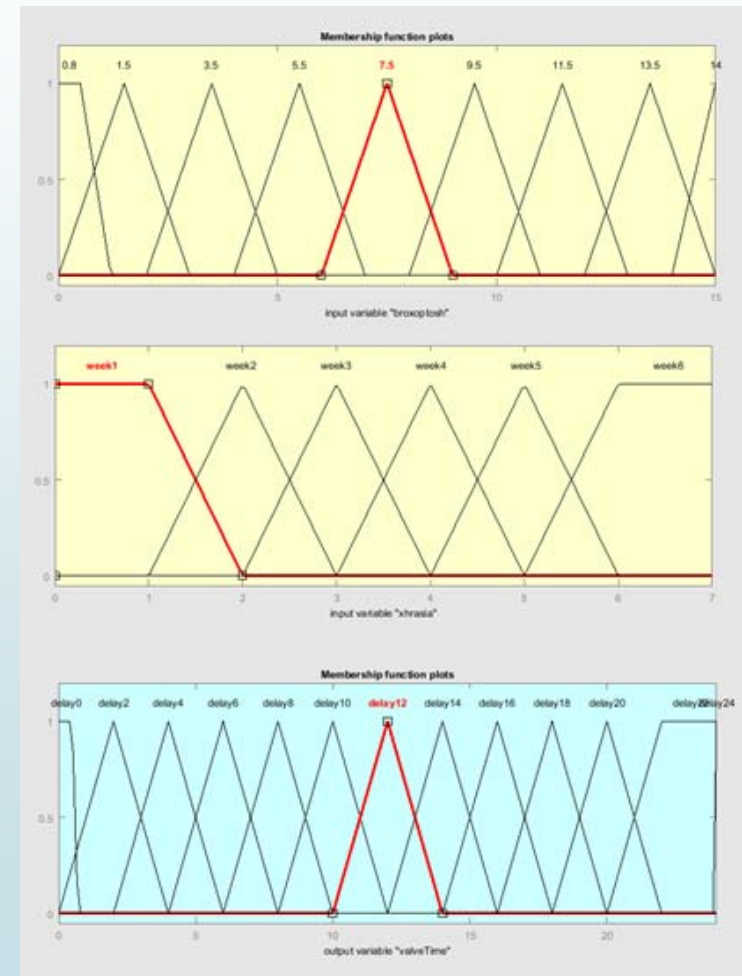 Membership function plots
0.8 1.5 3.5 5.5 7.5 9.5 11.5 13.5 14
1
0.5
0
0 5 10 15
input variable "broxoptosh"
week1 week2 week3 week4 week5 week6
1
0.5
0
0 1 2 3 4 5 6 7
input variable "xhrasia"
Membership function plots
delay0 delay2 delay4 delay6 delay8 delay10 delay12 delay14 delay16 delay18 delay20 delay24
1
0.5
0
0 5 10 15 20
output variable "valveTime"